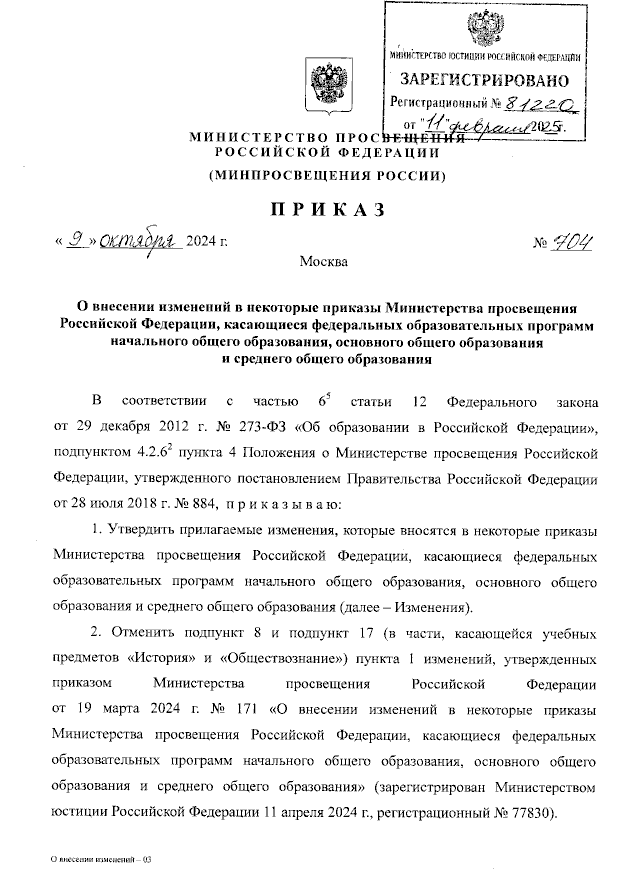 МИНИСТЕРСТВО ЮСТИЦИИ РОССИЙСКОЙ ФЕДЕРАЦИИ
ЗАРЕГИСТРИРОВАНО
Регистрационный № 81220
от "11" февраля 2025г.
МИНИСТЕРСТВО ПРОСВЕЩЕНИЯ
РОССИЙСКОЙ ФЕДЕРАЦИИ
(МИНПРОСВЕЩЕНИЯ РОССИИ)
П Р И К А З
« 9 » октября 2024 г.
№ 704
Москва
О внесении изменений в некоторые приказы Министерства просвещения
Российской Федерации, касающиеся федеральных образовательных программ
начального общего образования, основного общего образования
и среднего общего образования
В соответствии с частью 6⁵ статьи 12 Федерального закона
от 29 декабря 2012 г. № 273-ФЗ «Об образовании в Российской Федерации»,
подпунктом 4.2.6² пункта 4 Положения о Министерстве просвещения Российской
Федерации, утвержденного постановлением Правительства Российской Федерации
от 28 июля 2018 г. № 884, п р и к а з ы в а ю:
1. Утвердить прилагаемые изменения, которые вносятся в некоторые приказы
Министерства просвещения Российской Федерации, касающиеся федеральных
образовательных программ начального общего образования, основного общего
образования и среднего общего образования (далее – Изменения).
2. Отменить подпункт 8 и подпункт 17 (в части, касающейся учебных
предметов «История» и «Обществознание») пункта 1 изменений, утвержденных
приказом Министерства просвещения Российской Федерации
от 19 марта 2024 г. № 171 «О внесении изменений в некоторые приказы
Министерства просвещения Российской Федерации, касающиеся федеральных
образовательных программ начального общего образования, основного общего
образования и среднего общего образования» (зарегистрирован Министерством
юстиции Российской Федерации 11 апреля 2024 г., регистрационный № 77830).
О внесении изменений – 03